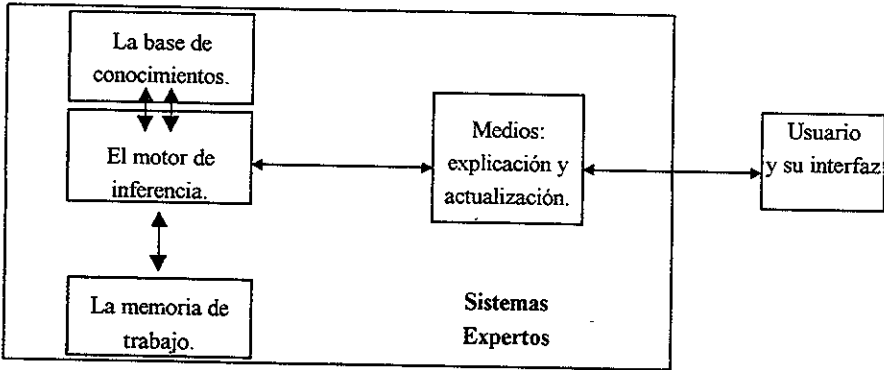 La base de
conocimientos.
El motor de
inferencia.
La memoria de
trabajo.
Medios:
explicación y
actualización.
Sistemas
Expertos
Usuario
y su interfaz